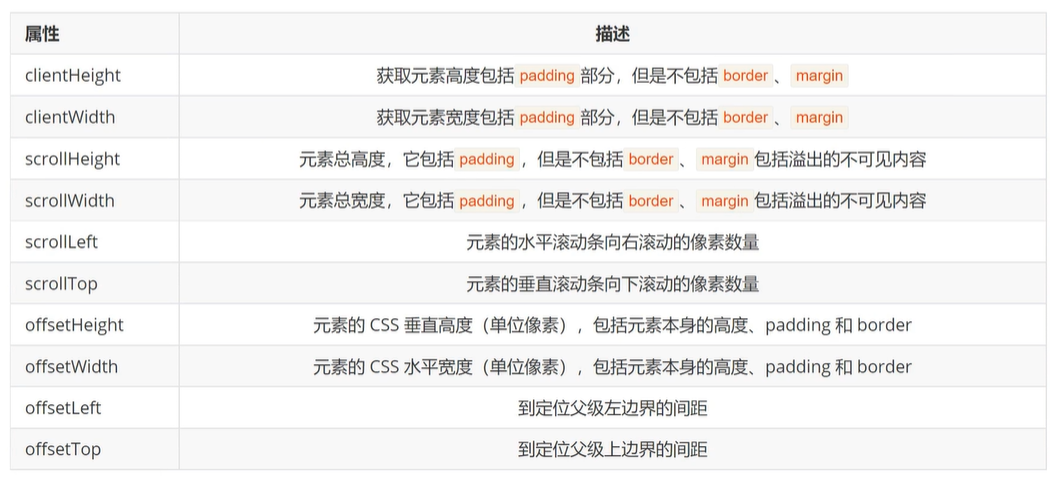 属性 描述
clientHeight 获取元素高度包括 padding 部分，但是不包括 border 、 margin
clientWidth 获取元素宽度包括 padding 部分，但是不包括 border 、 margin
scrollHeight 元素总高度，它包括 padding ，但是不包括 border 、 margin 包括溢出的不可见内容
scrollWidth 元素总宽度，它包括 padding ，但是不包括 border 、 margin 包括溢出的不可见内容
scrollLeft 元素的水平滚动条向右滚动的像素数量
scrollTop 元素的垂直滚动条向下滚动的像素数量
offsetHeight 元素的 CSS 垂直高度（单位像素），包括元素本身的高度、padding 和 border
offsetWidth 元素的 CSS 水平宽度（单位像素），包括元素本身的高度、padding 和 border
offsetLeft 到定位父级左边界的间距
offsetTop 到定位父级上边界的间距